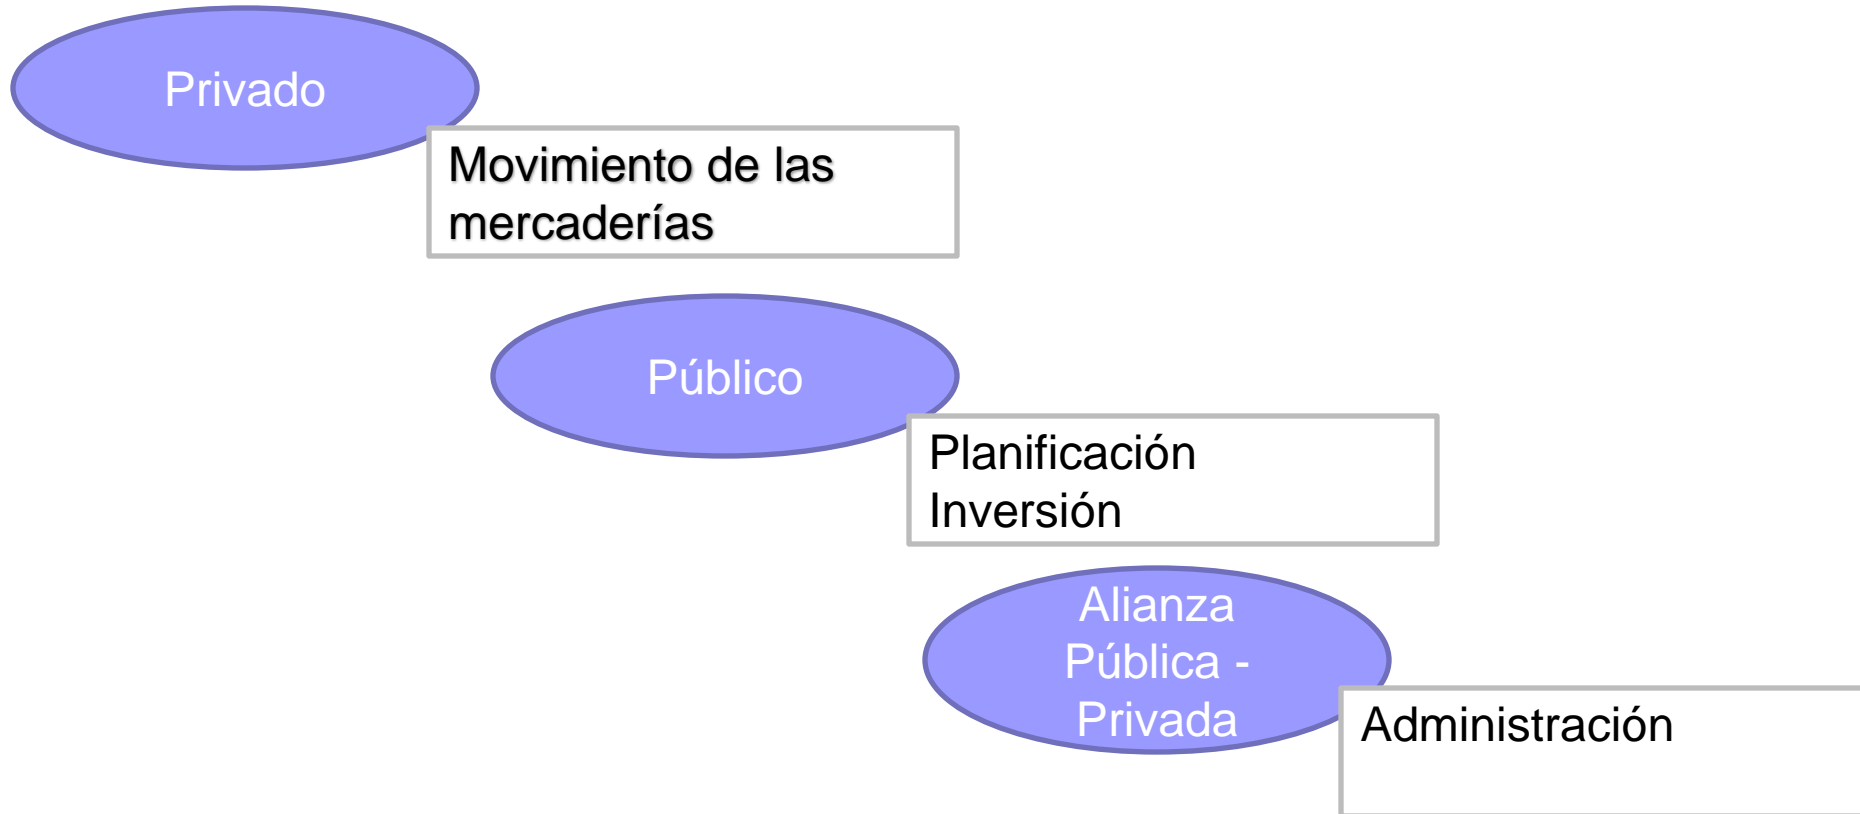 Privado
Movimiento de las
mercaderías
Público
Planificación
Inversión
Alianza
Pública -
Privada
Administración